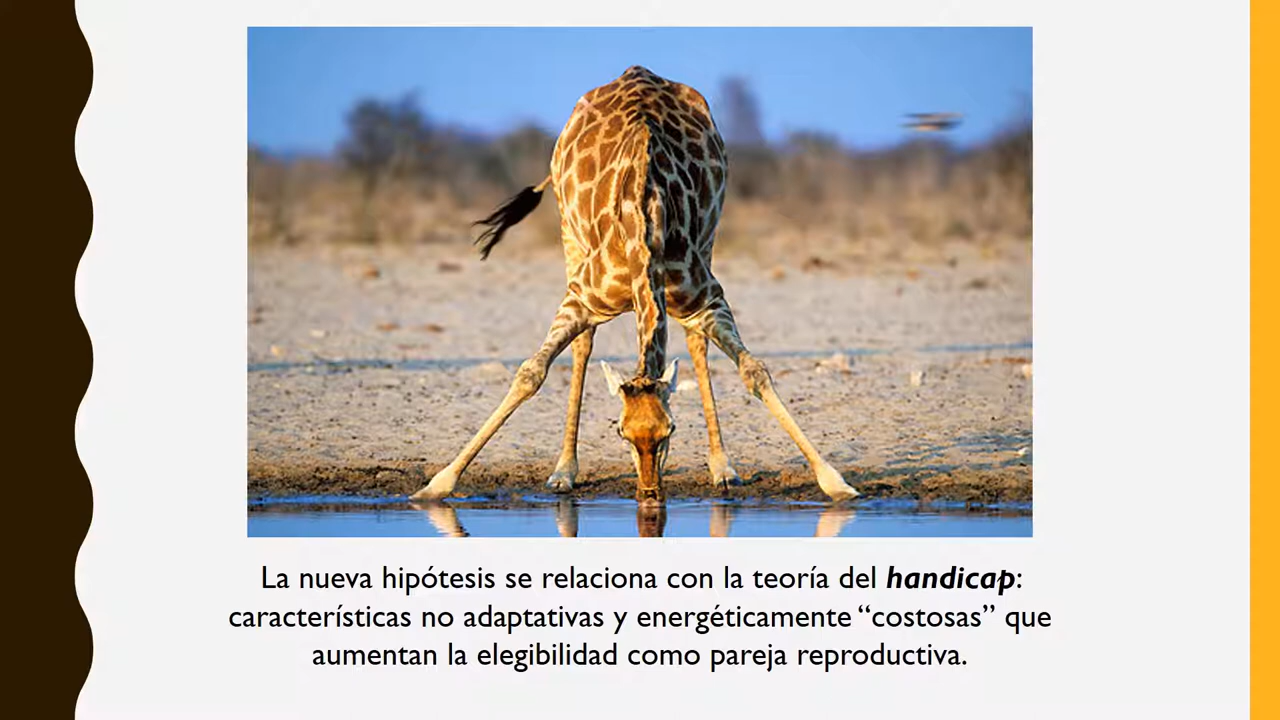 La nueva hipótesis se relaciona con la teoría del handicap:
características no adaptativas y energéticamente “costosas” que
aumentan la elegibilidad como pareja reproductiva.